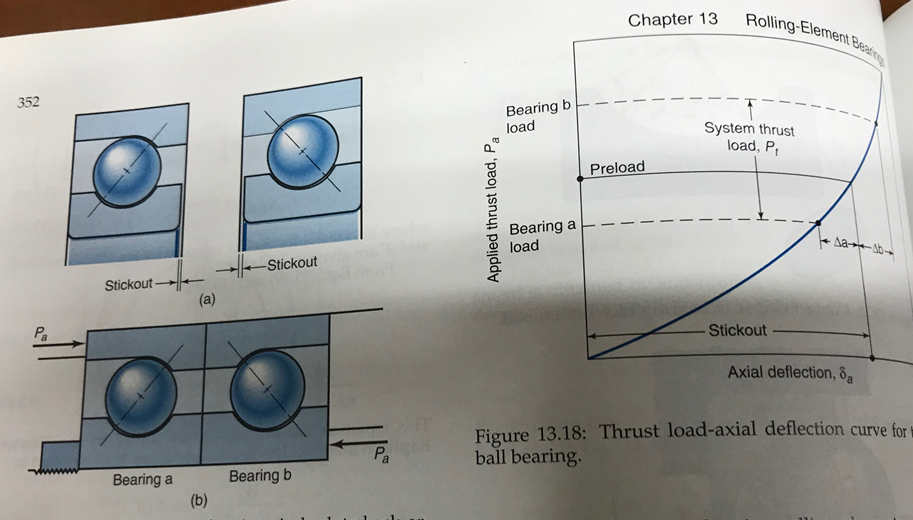 352
Stickout
Stickout
(a)
Pa
Pa
Bearing a
Bearing b
(b)
Chapter 13 Rolling-Element Bearings
Applied thrust load, Pa
Bearing b
load
System thrust
load, Pt
Preload
Bearing a
load
Δa
Δb
Stickout
Axial deflection, δa
Figure 13.18: Thrust load-axial deflection curve for
ball bearing.